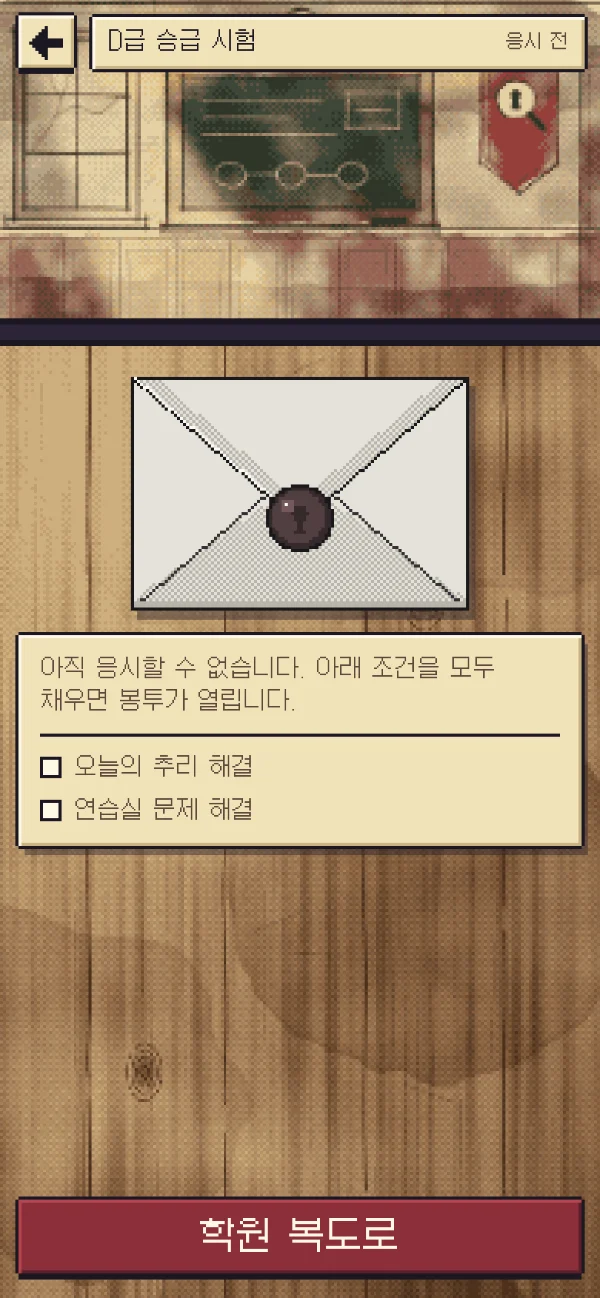 D급 승급 시험
응시 전
아직 응시할 수 없습니다. 아래 조건을 모두
채우면 봉투가 열립니다.
오늘의 추리 해결
연습실 문제 해결
학원 복도로